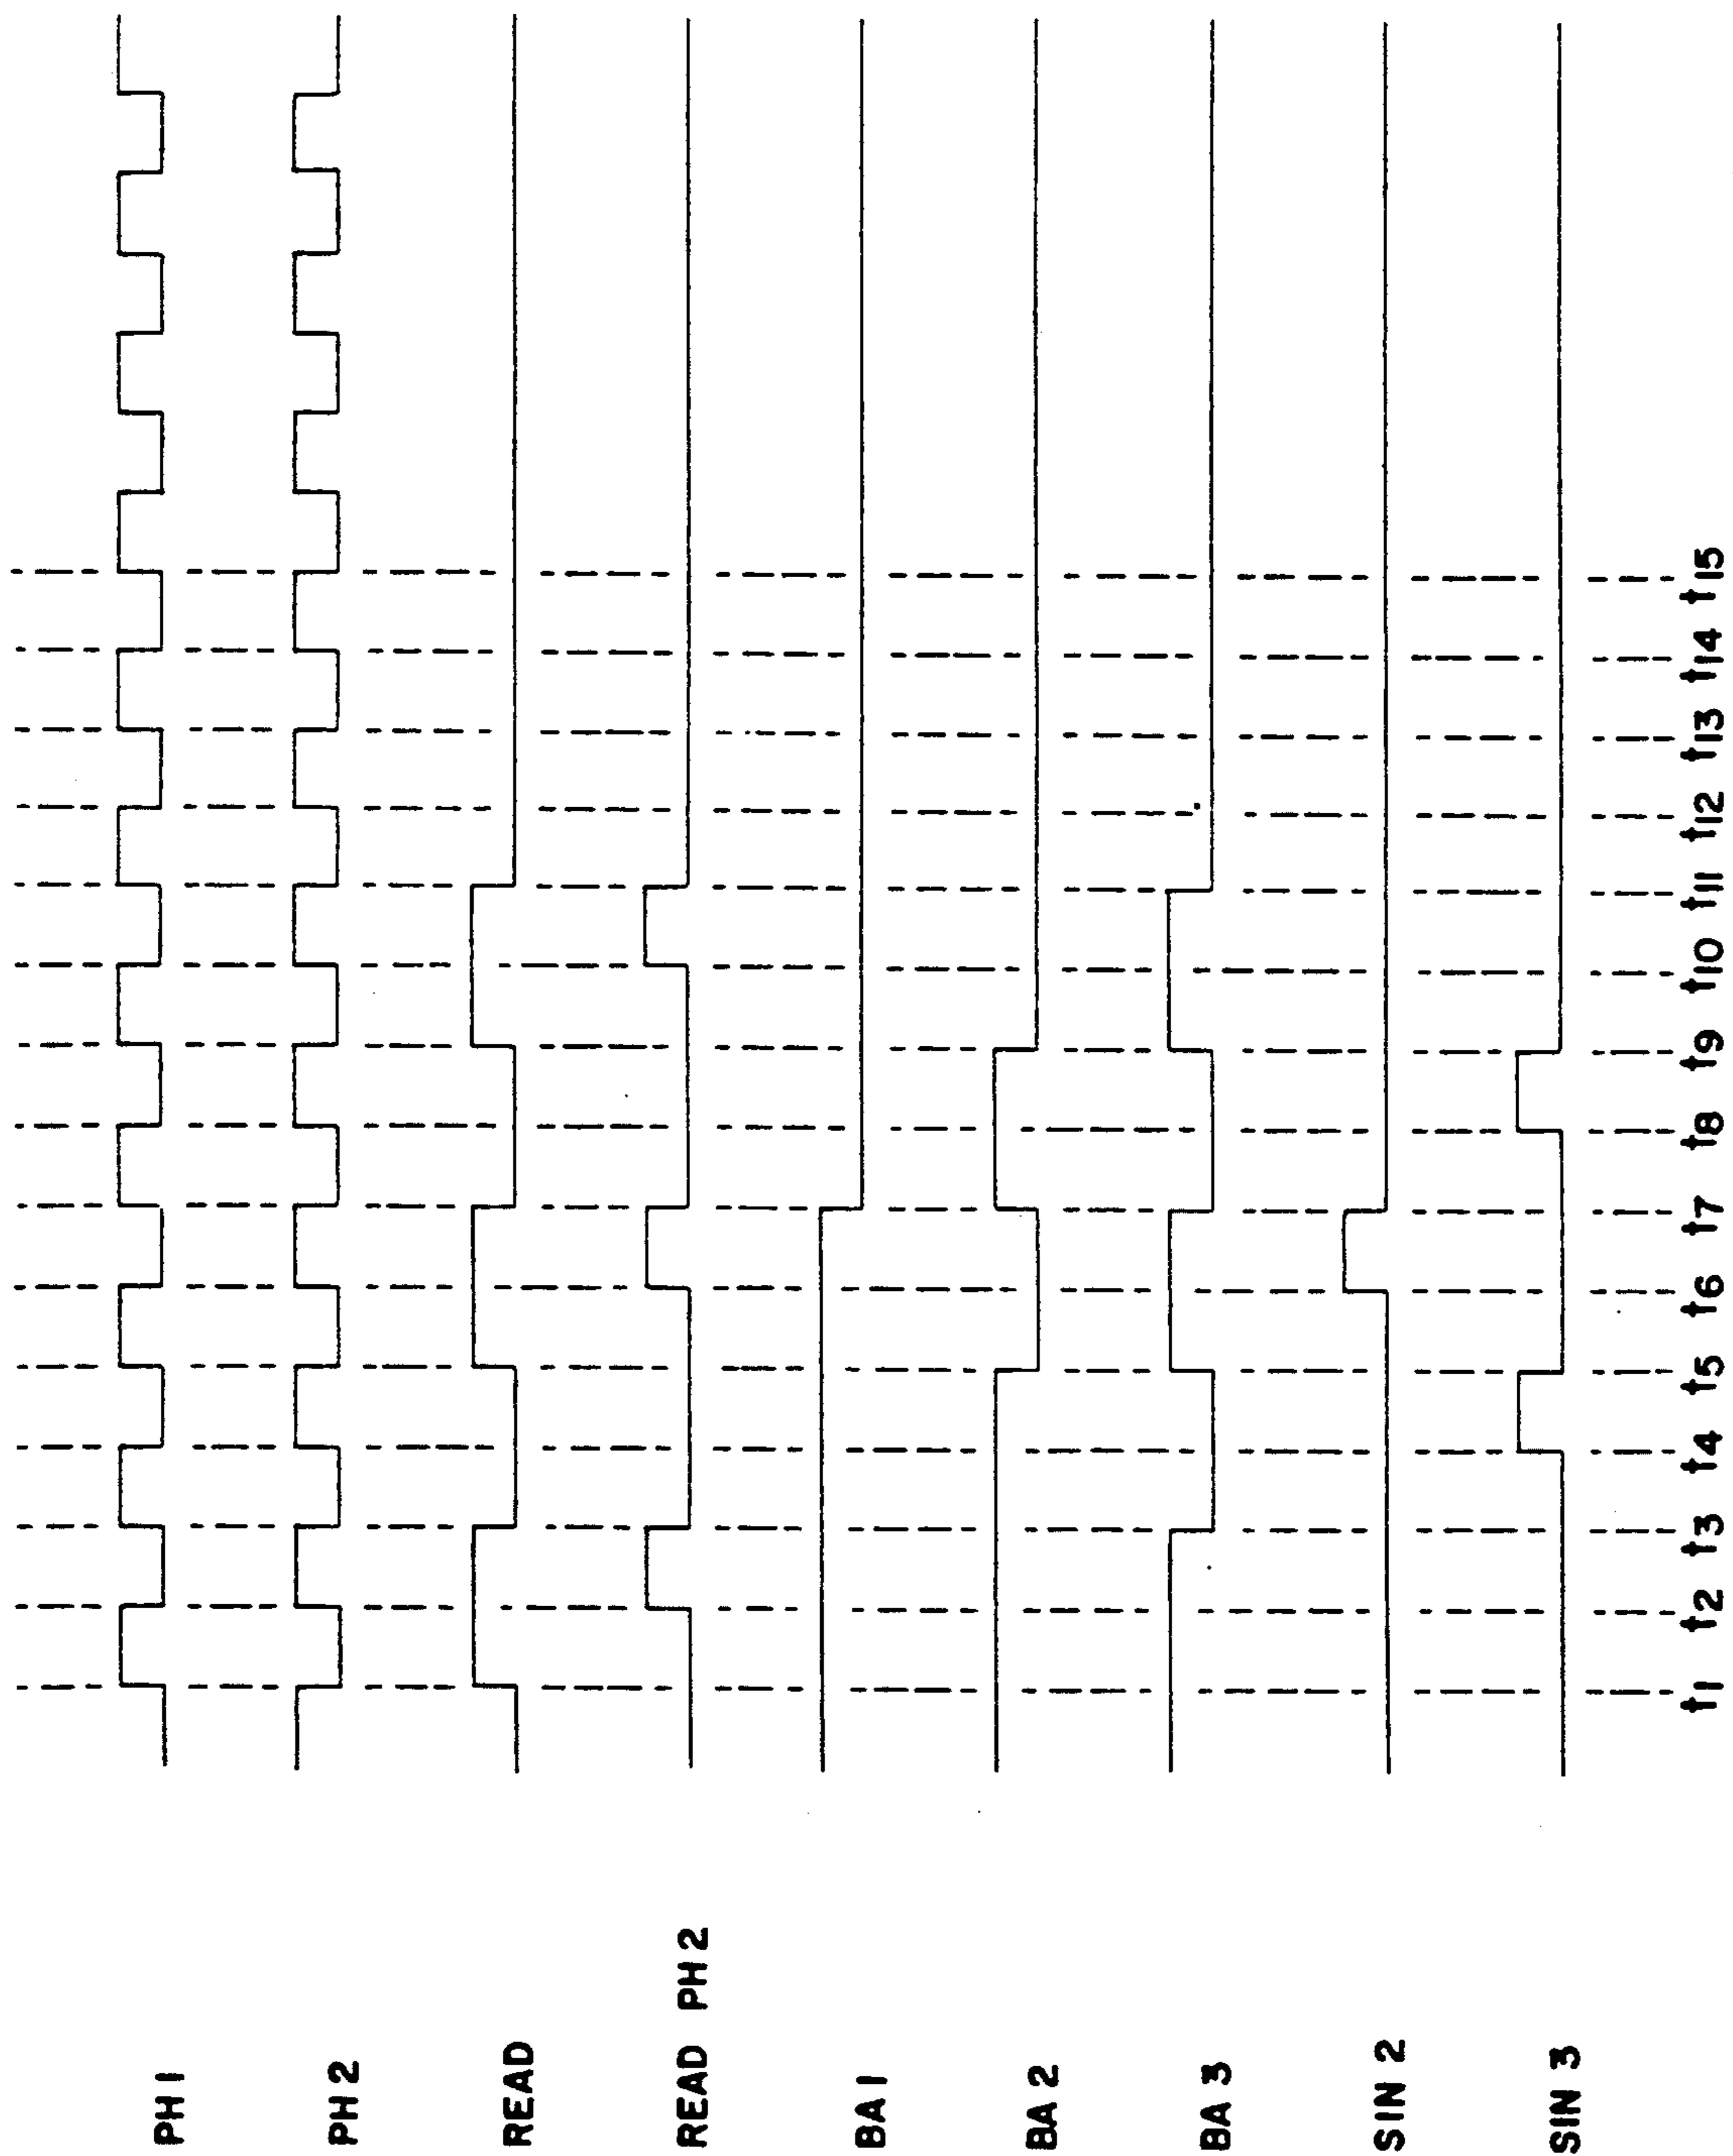 PH 1
PH 2
READ
READ PH 2
BA 1
BA 2
BA 3
SIN 2
SIN 3
t1 t2 t3 t4 t5 t6 t7 t8 t9 t10 t11 t12 t13 t14 t15